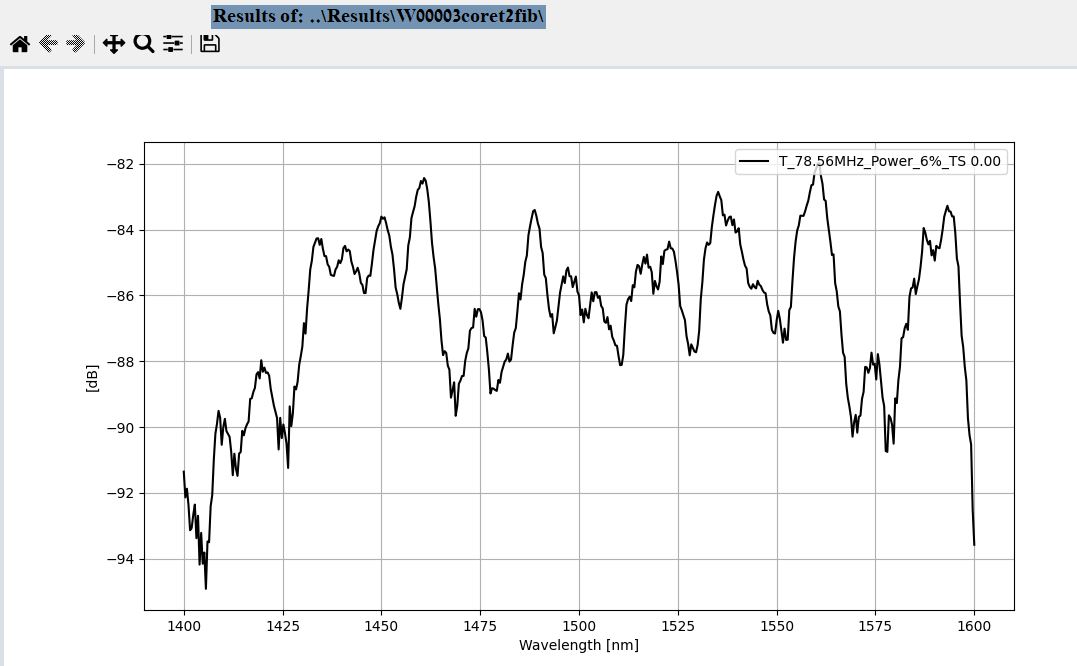 Results of: ..\Results\W00003coret2fib\
T_78.56MHz_Power_6%_TS 0.00
−82
−84
−86
−88
−90
−92
−94
[dB]
1400 1425 1450 1475 1500 1525 1550 1575 1600
Wavelength [nm]